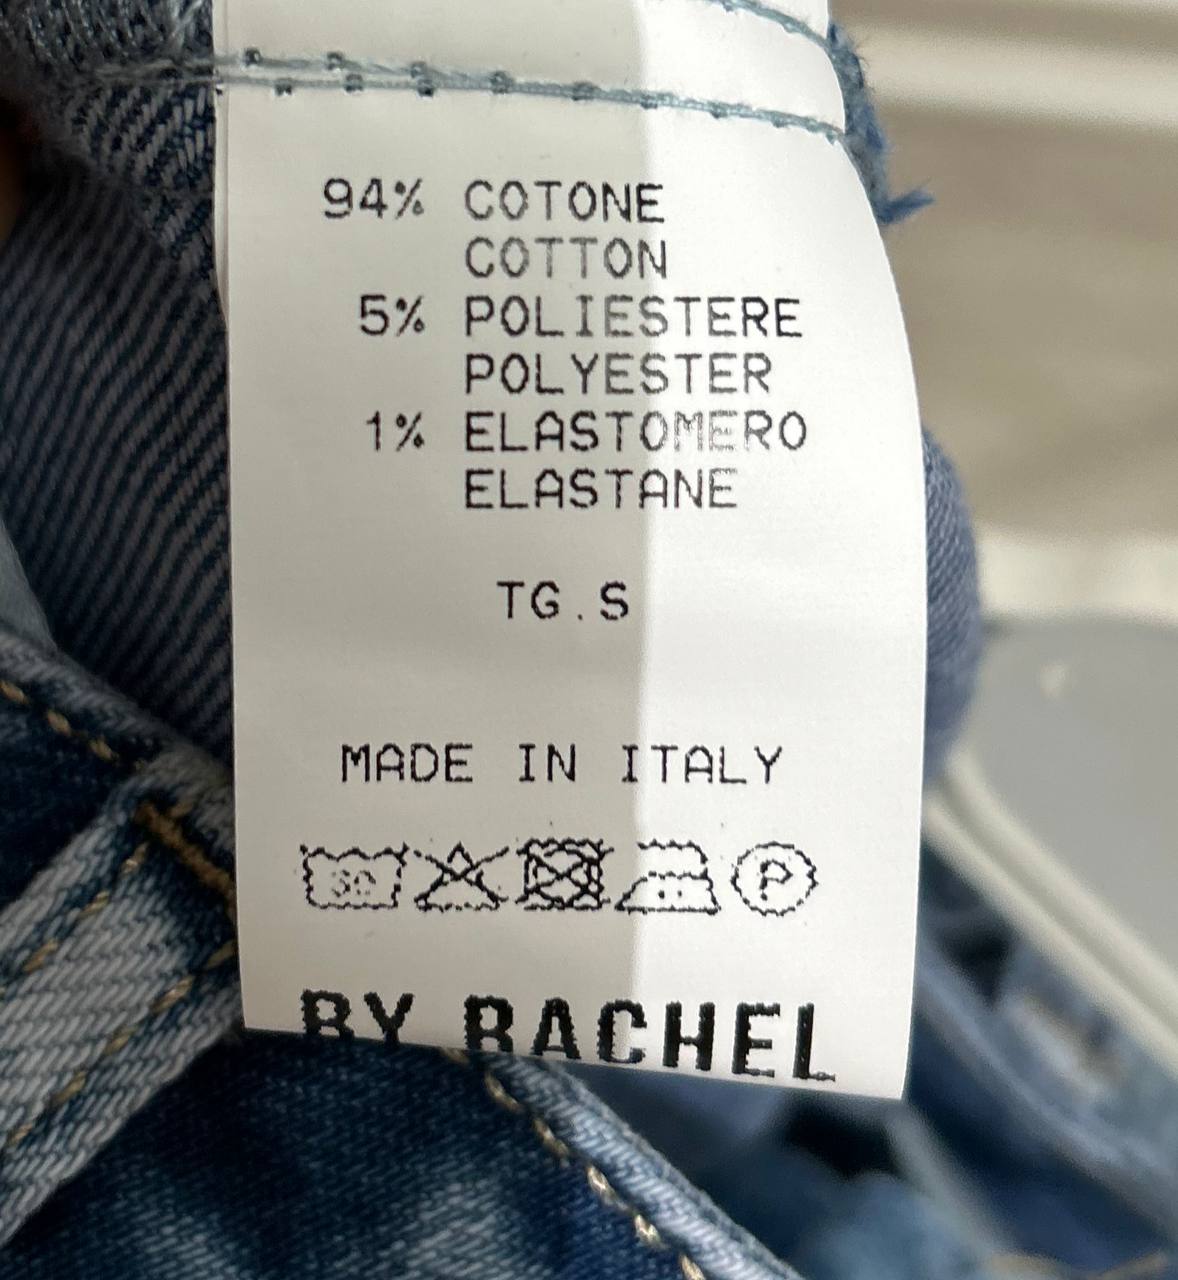 94% COTONE
COTTON
5% POLIESTERE
POLYESTER
1% ELASTOMERO
ELASTANE
TG.S
MADE IN ITALY
30 P
BY RACHEL